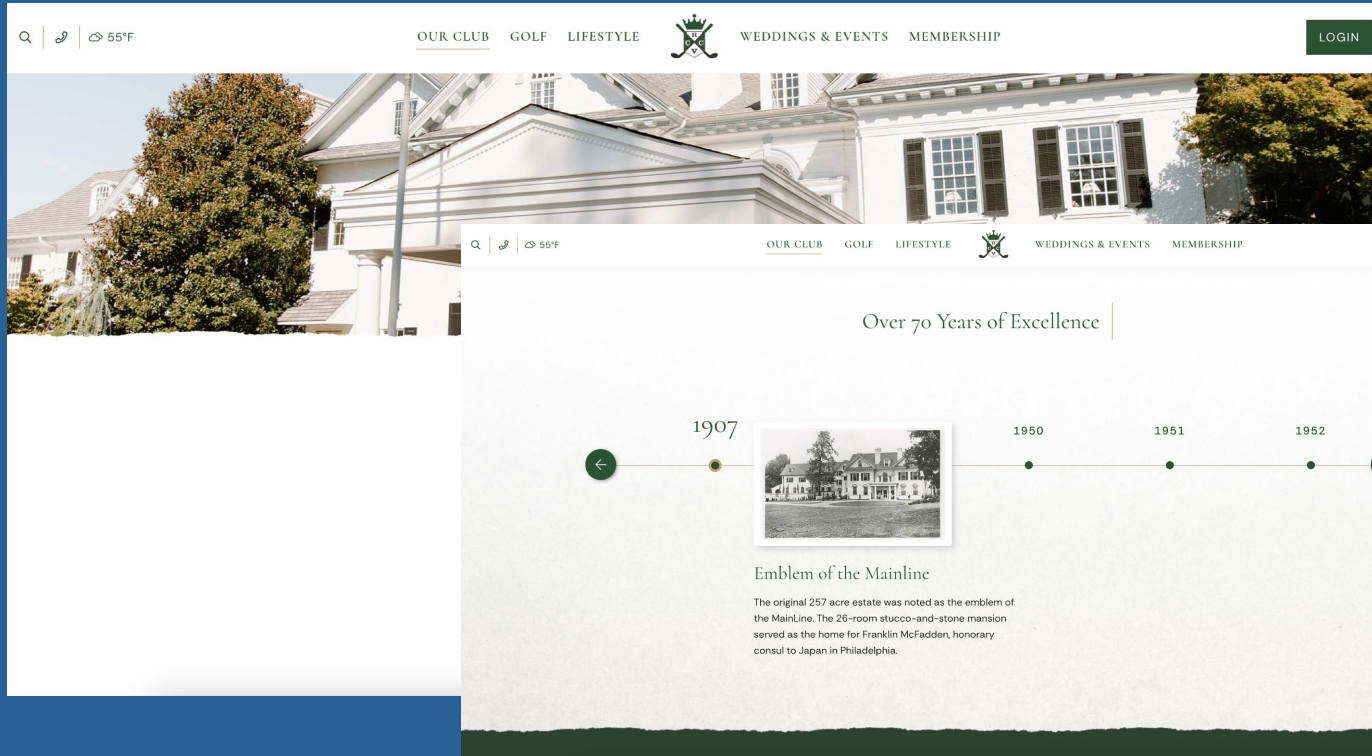 55°F
OUR CLUB
GOLF
LIFESTYLE
H
C C
V
WEDDINGS & EVENTS
MEMBERSHIP
LOGIN
55°F
OUR CLUB
GOLF
LIFESTYLE
WEDDINGS & EVENTS
MEMBERSHIP
Over 70 Years of Excellence
1907
1950
1951
1952
Emblem of the Mainline
The original 257 acre estate was noted as the emblem of
the MainLine. The 26-room stucco-and-stone mansion
served as the home for Franklin McFadden, honorary
consul to Japan in Philadelphia.